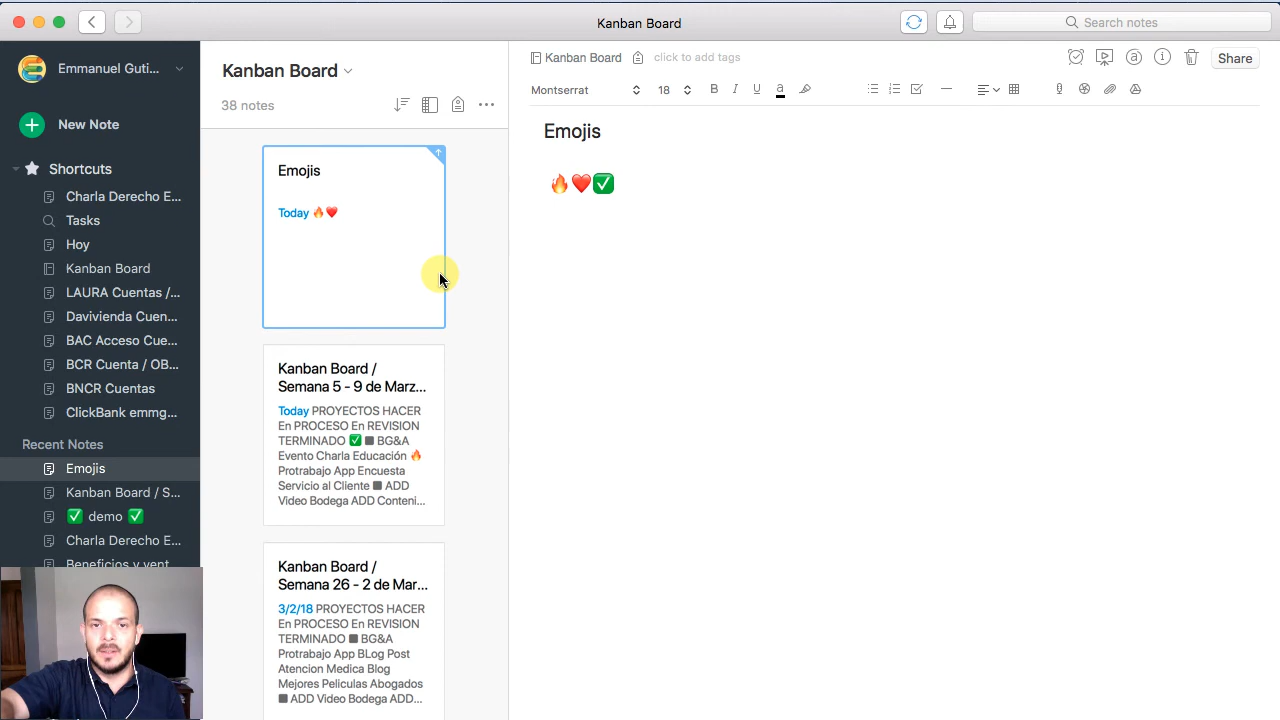 Kanban Board
Search notes
Emmanuel Guti...
New Note
Shortcuts
Charla Derecho E...
Tasks
Hoy
Kanban Board
LAURA Cuentas /...
Davivienda Cuen...
BAC Acceso Cue...
BCR Cuenta / OB...
BNCR Cuentas
ClickBank emmg...
Recent Notes
Emojis
Kanban Board / S...
✅ demo ✅
Charla Derecho E...
Beneficios y vent
Kanban Board
38 notes
Emojis
Today 🔥❤️
Kanban Board /
Semana 5 - 9 de Marz...
Today PROYECTOS HACER
En PROCESO En REVISION
TERMINADO ✅ ■ BG&A
Evento Charla Educación 🔥
Protrabajo App Encuesta
Servicio al Cliente ■ ADD
Video Bodega ADD Conteni...
Kanban Board /
Semana 26 - 2 de Mar...
3/2/18 PROYECTOS HACER
En PROCESO En REVISION
TERMINADO ■ BG&A
Protrabajo App BLog Post
Atencion Medica Blog
Mejores Peliculas Abogados
■ ADD Video Bodega ADD...
Kanban Board click to add tags
Share
Montserrat 18 B I U a
Emojis
🔥❤️✅